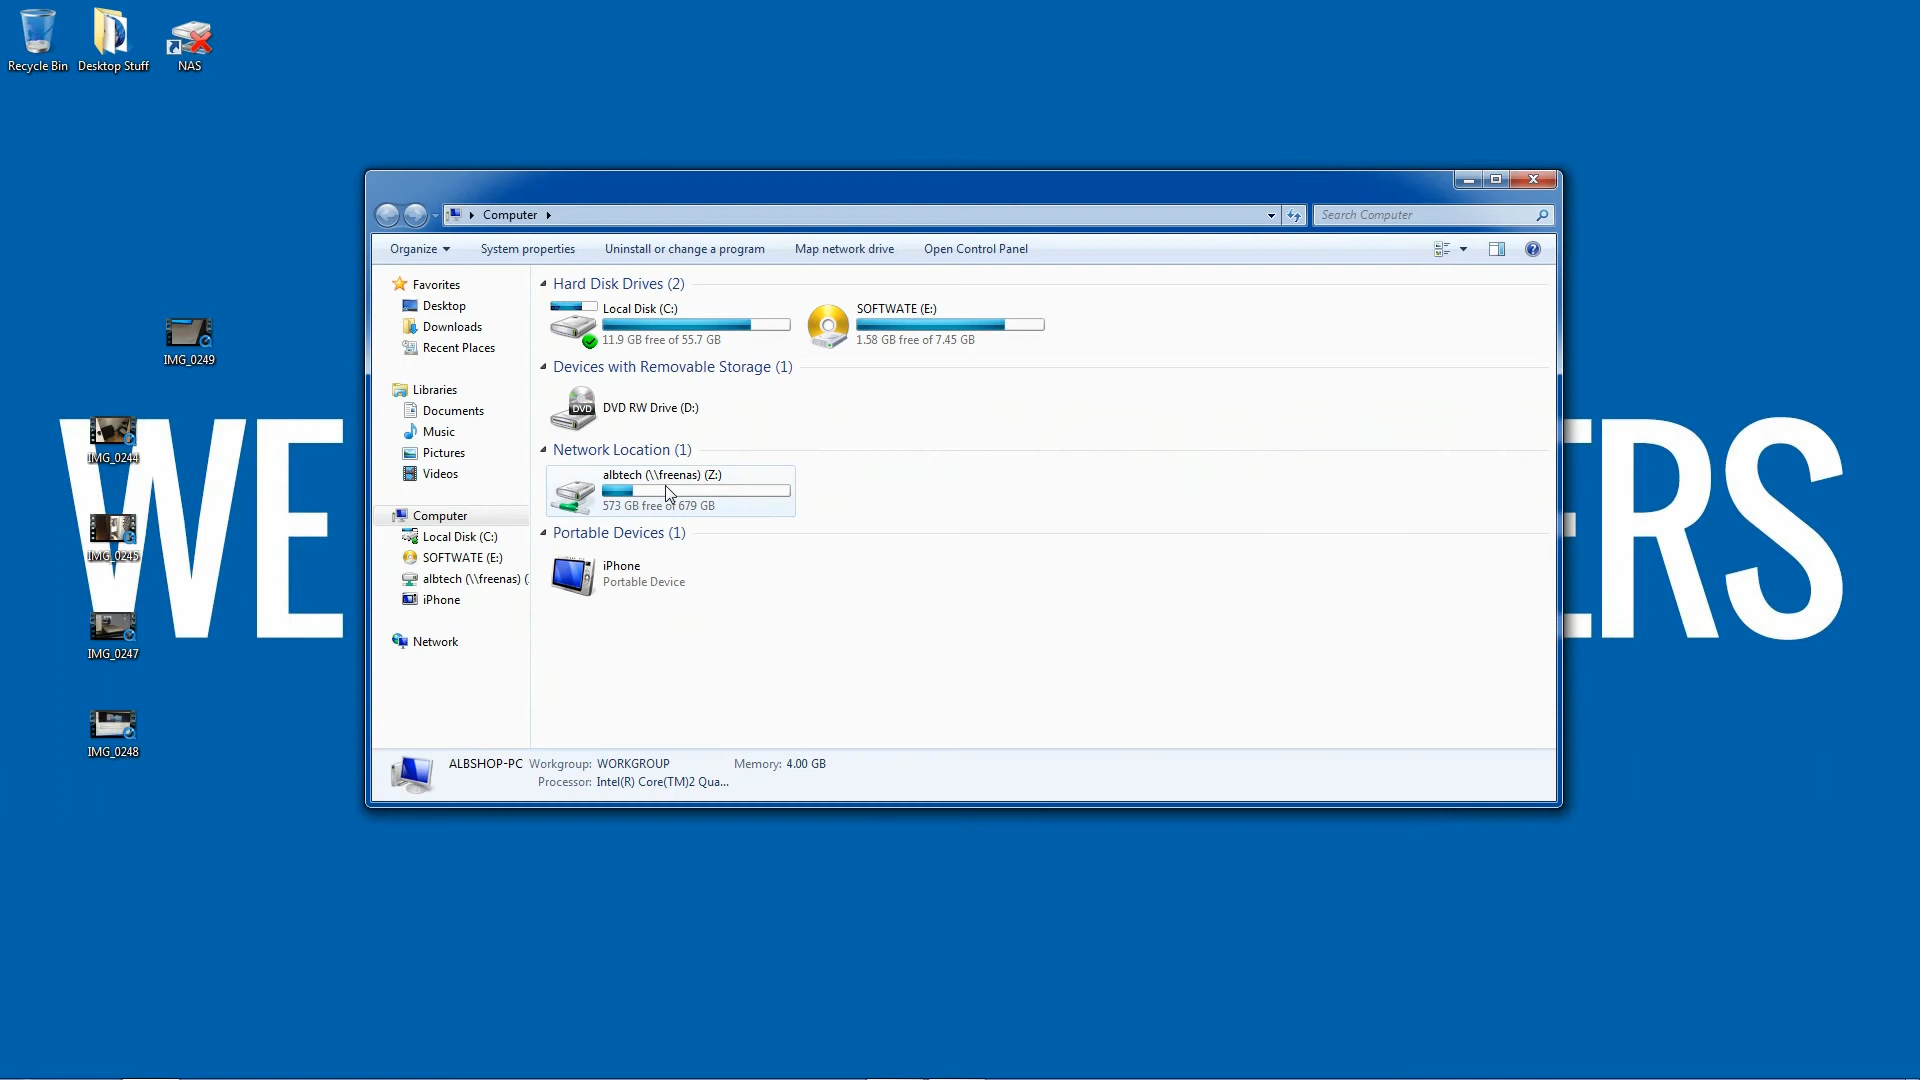 Recycle Bin
Desktop Stuff
NAS
Computer
Search Computer
Organize
System properties
Uninstall or change a program
Map network drive
Open Control Panel
Favorites
Desktop
Downloads
Recent Places
Libraries
Documents
Music
Pictures
Videos
Computer
Local Disk (C:)
SOFTWATE (E:)
albtech (\\freenas) (
iPhone
Network
Hard Disk Drives (2)
Local Disk (C:)
11.9 GB free of 55.7 GB
SOFTWATE (E:)
1.58 GB free of 7.45 GB
Devices with Removable Storage (1)
DVD
DVD RW Drive (D:)
Network Location (1)
albtech (\\freenas) (Z:)
573 GB free of 679 GB
Portable Devices (1)
iPhone
Portable Device
ALBSHOP-PC Workgroup: WORKGROUP Memory: 4.00 GB
Processor: Intel(R) Core(TM)2 Qua...
IMG_0249
IMG_0244
IMG_0245
IMG_0247
IMG_0248
WE
ERS